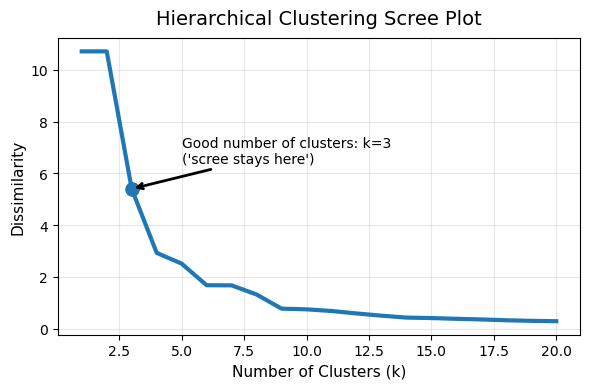 Hierarchical Clustering Scree Plot
Dissimilarity
10
8
6
4
2
0
Good number of clusters: k=3
('scree stays here')
2.5 5.0 7.5 10.0 12.5 15.0 17.5 20.0
Number of Clusters (k)